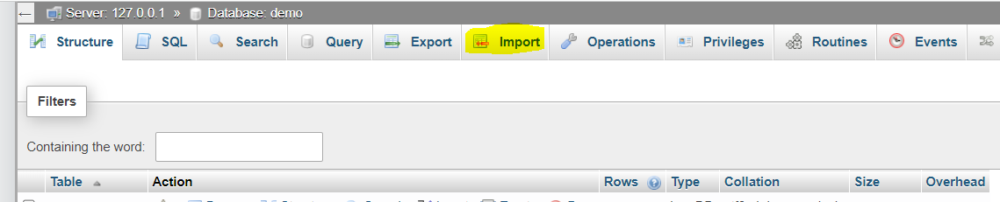 Server: 127.0.0.1 » Database: demo
Structure SQL Search Query Export Import Operations Privileges Routines Events
Filters
Containing the word:
Table Action Rows Type Collation Size Overhead